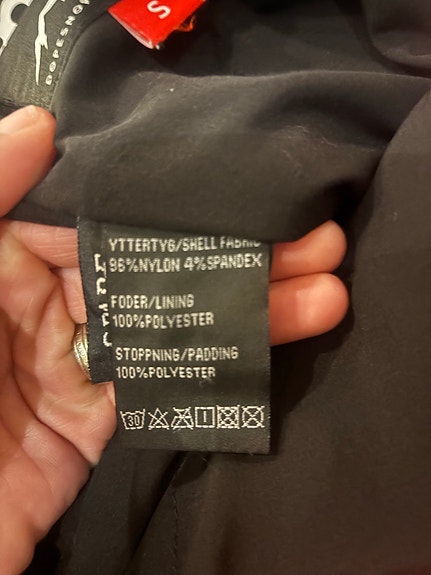 S
YTTERTYG/SHELL FABRIC
96%NYLON 4%SPANDEX
FODER/LINING
100%POLYESTER
STOPPNING/PADDING
100%POLYESTER
30